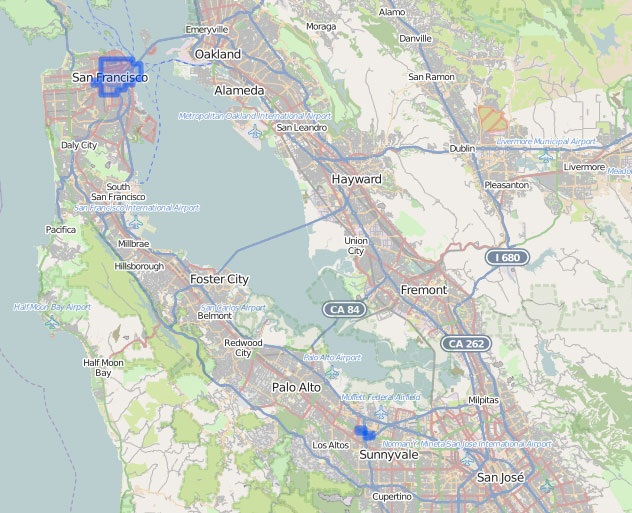 Alamo
Moraga
Emeryville
Danville
Oakland
San Francisco
San Ramon
Alameda
Metropolitan Oakland International Airport
San Leandro
Livermore Municipal Airport
Daly City
Dublin
Livermore
Hayward
Pleasanton
South
San Francisco
San Francisco International Airport
Pacifica
Millbrae
Union
City
I 680
Hillsborough
Foster City
Fremont
Half Moon Bay Airport
San Carlos Airport
CA 84
Belmont
Redwood
City
CA 262
Half Moon
Bay
Palo Alto Airport
Palo Alto
Moffett Federal Airfield
Milpitas
Los Altos
Norman Y. Mineta San Jose International Airport
Sunnyvale
San José
Cupertino